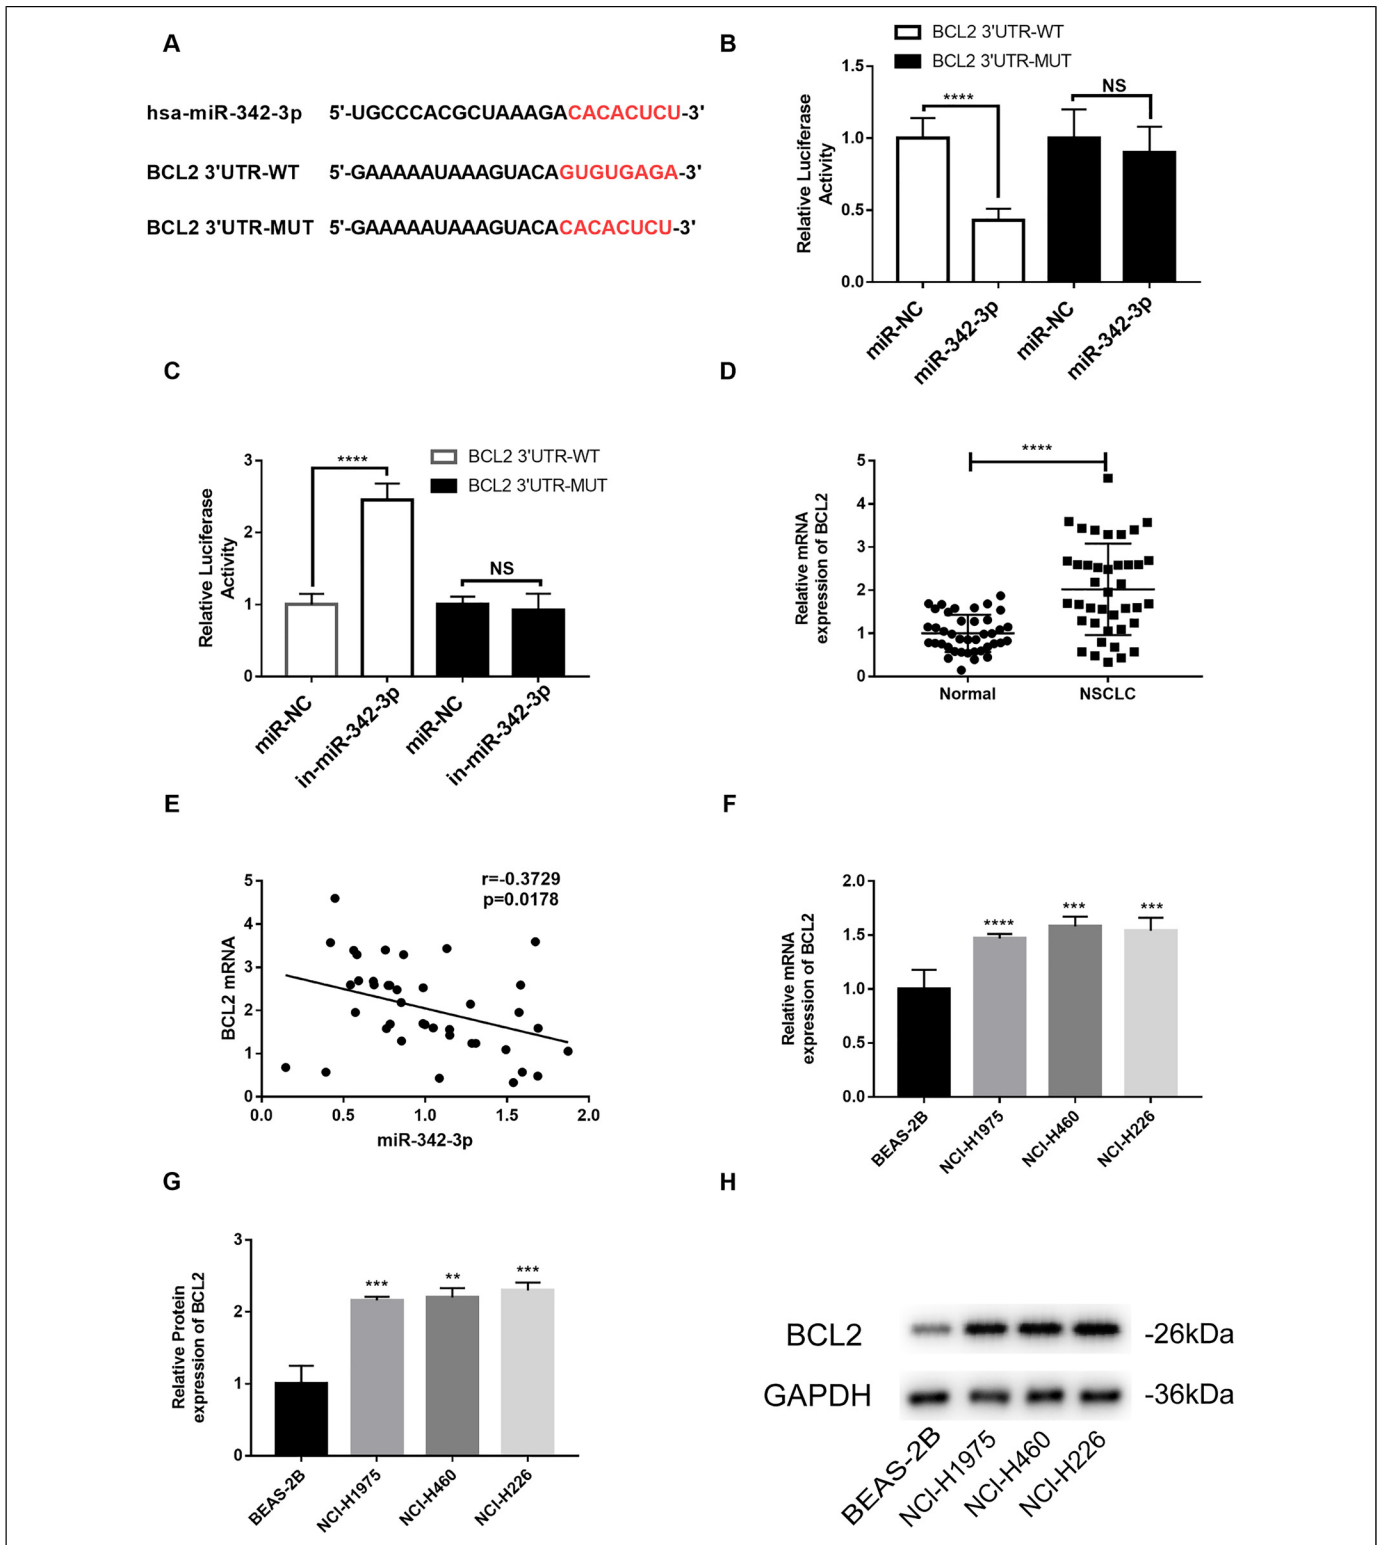 A
hsa-miR-342-3p 5'-UGCCCACGCUAAAGACACACUCU-3'
BCL2 3'UTR-WT 5'-GAAAAAUAAAGUACAGUGUGAGA-3'
BCL2 3'UTR-MUT 5'-GAAAAAUAAAGUACACACACUCU-3'
B
BCL2 3'UTR-WT
BCL2 3'UTR-MUT
Relative Luciferase
Activity
1.5
1.0
0.5
0.0
****
NS
miR-NC
miR-342-3p
miR-NC
miR-342-3p
C
BCL2 3'UTR-WT
BCL2 3'UTR-MUT
Relative Luciferase
Activity
3
2
1
0
****
NS
miR-NC
in-miR-342-3p
miR-NC
in-miR-342-3p
D
Relative mRNA
expression of BCL2
5
4
3
2
1
0
****
Normal
NSCLC
E
r=-0.3729
p=0.0178
BCL2 mRNA
5
4
3
2
1
0
0.0
0.5
1.0
1.5
2.0
miR-342-3p
F
Relative mRNA
expression of BCL2
2.0
1.5
1.0
0.5
0.0
****
***
***
BEAS-2B
NCI-H1975
NCI-H460
NCI-H226
G
Relative Protein
expression of BCL2
3
2
1
0
***
**
***
BEAS-2B
NCI-H1975
NCI-H460
NCI-H226
H
BCL2 -26kDa
GAPDH -36kDa
BEAS-2B
NCI-H1975
NCI-H460
NCI-H226